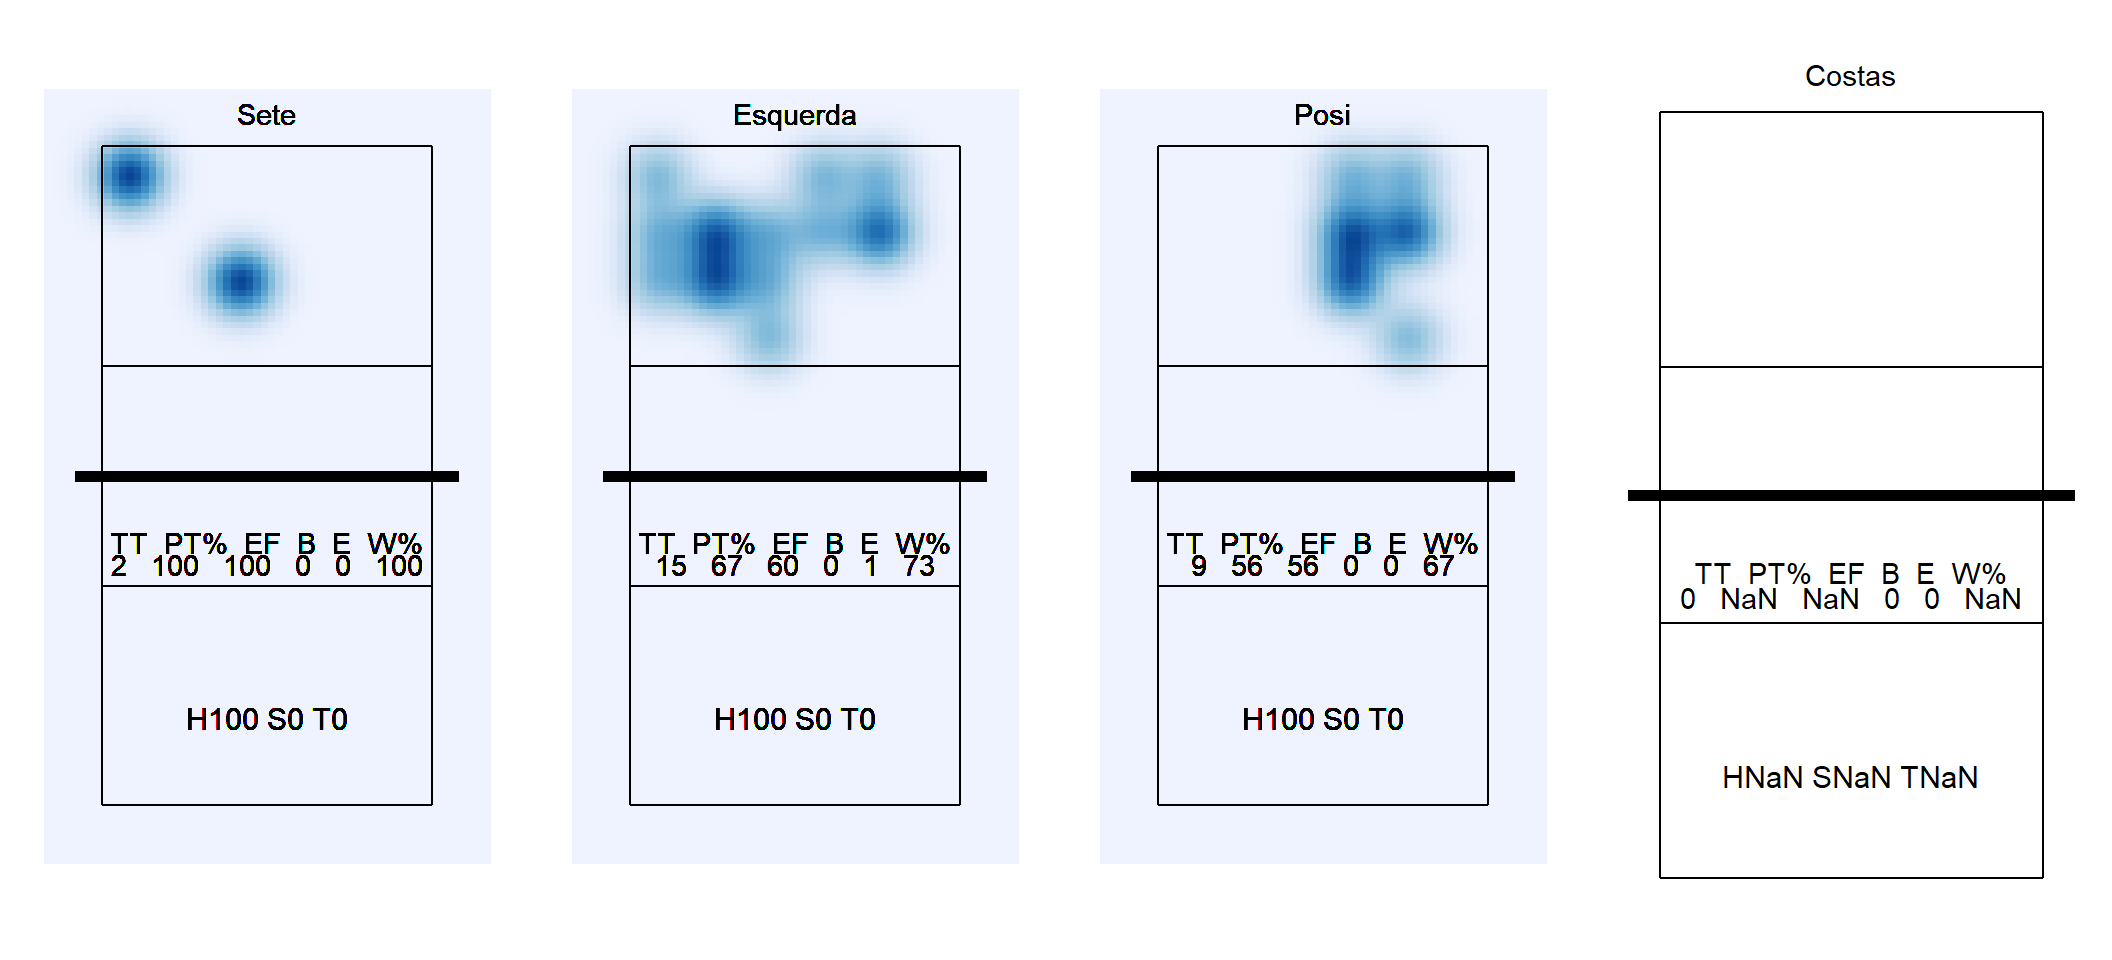 Sete
TT PT% EF B E W%
2 100 100 0 0 100
H100 S0 T0
Esquerda
TT PT% EF B E W%
15 67 60 0 1 73
H100 S0 T0
Posi
TT PT% EF B E W%
9 56 56 0 0 67
H100 S0 T0
Costas
TT PT% EF B E W%
0 NaN NaN 0 0 NaN
HNaN SNaN TNaN